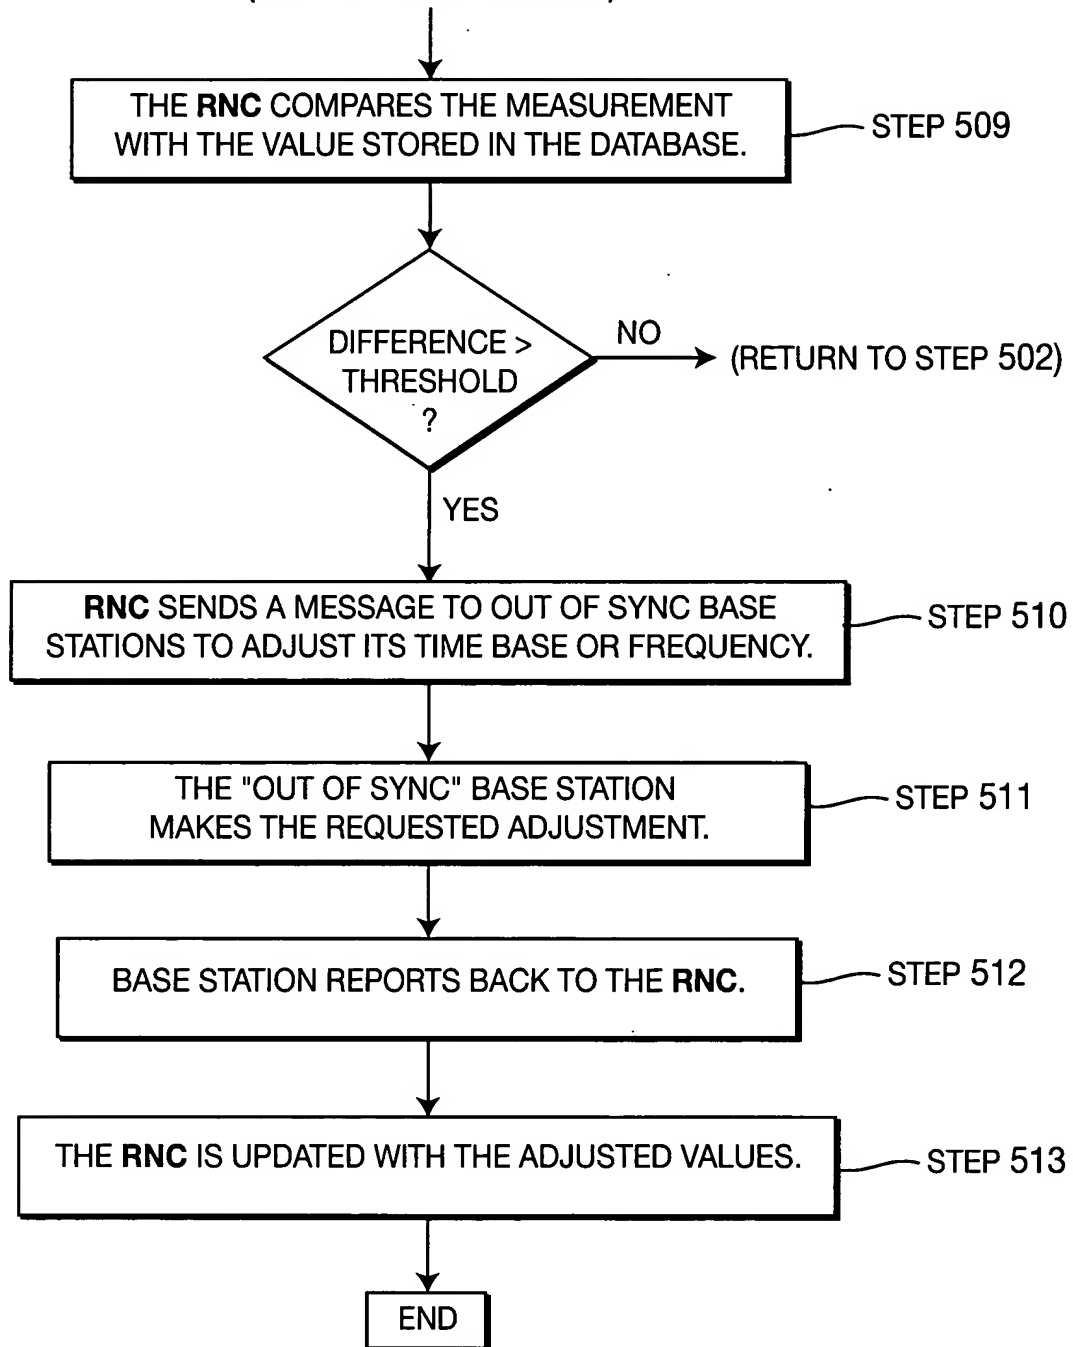 THE RNC COMPARES THE MEASUREMENT
WITH THE VALUE STORED IN THE DATABASE.
STEP 509
DIFFERENCE >
THRESHOLD
?
NO
(RETURN TO STEP 502)
YES
RNC SENDS A MESSAGE TO OUT OF SYNC BASE
STATIONS TO ADJUST ITS TIME BASE OR FREQUENCY.
STEP 510
THE "OUT OF SYNC" BASE STATION
MAKES THE REQUESTED ADJUSTMENT.
STEP 511
BASE STATION REPORTS BACK TO THE RNC.
STEP 512
THE RNC IS UPDATED WITH THE ADJUSTED VALUES.
STEP 513
END